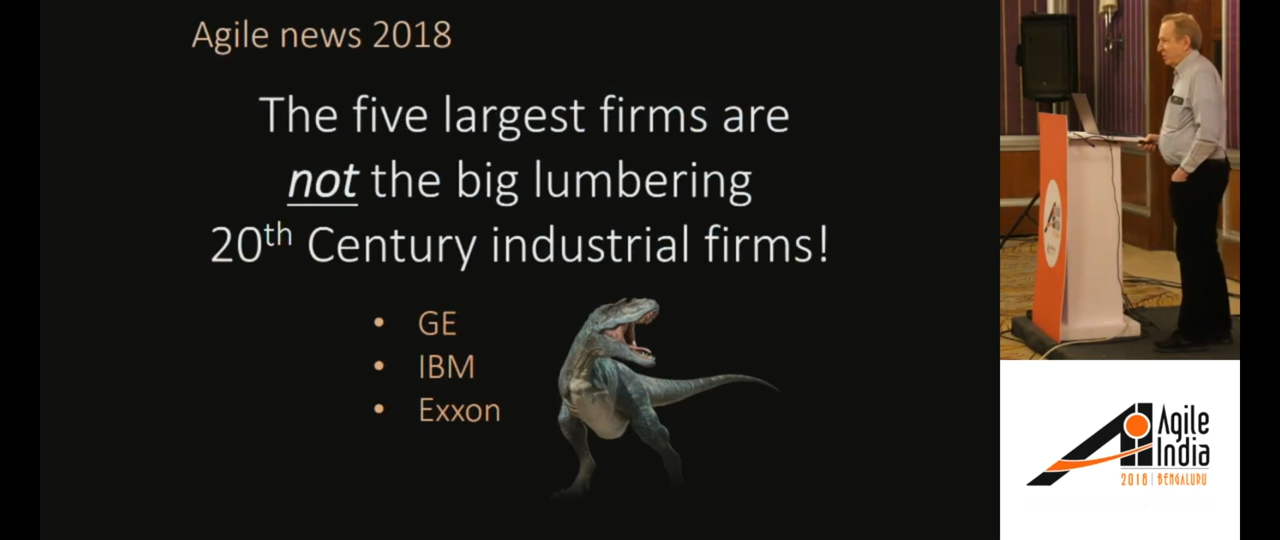 Agile news 2018
The five largest firms are
not the big lumbering
20th Century industrial firms!
• GE
• IBM
• Exxon
Agile
India
2018 | BENGALURU